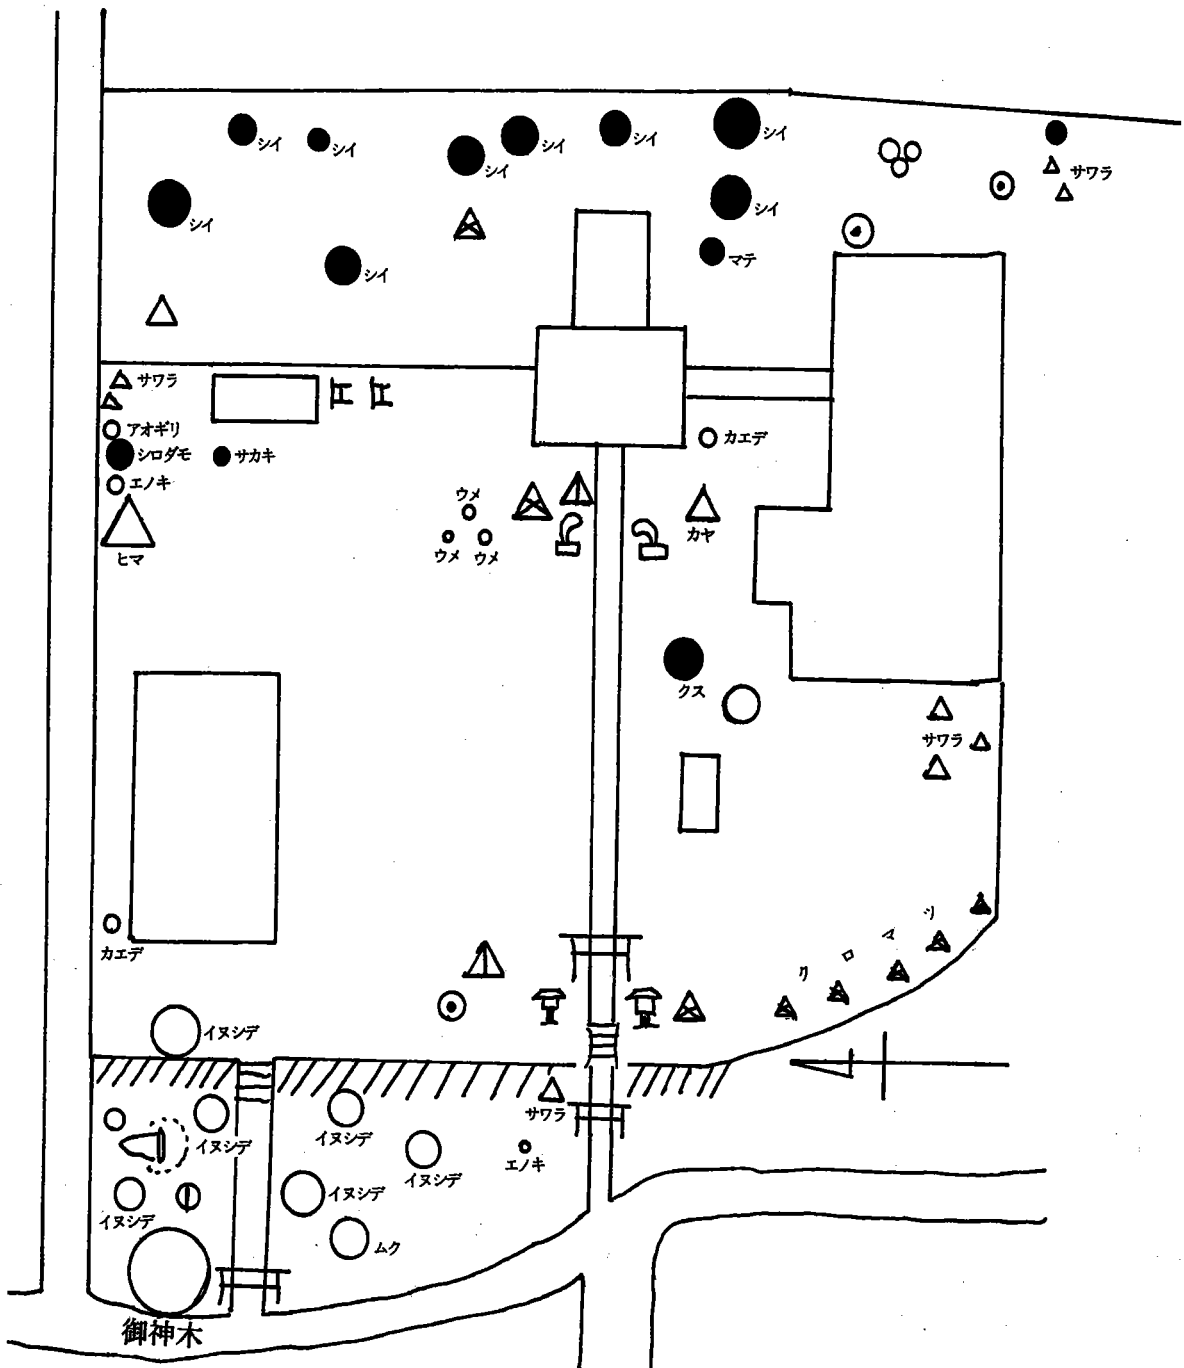 シイ
シイ
シイ
シイ
シイ
シイ
サワラ
シイ
シイ
マテ
シイ
サワラ
アオギリ
カエデ
シロダモ
サカキ
エノキ
ウメ
カヤ
ヒマ
ウメ
ウメ
クス
サワラ
クロマツ
カエデ
イヌシデ
サワラ
イヌシデ
イヌシデ
エノキ
イヌシデ
イヌシデ
イヌシデ
ムク
御神木